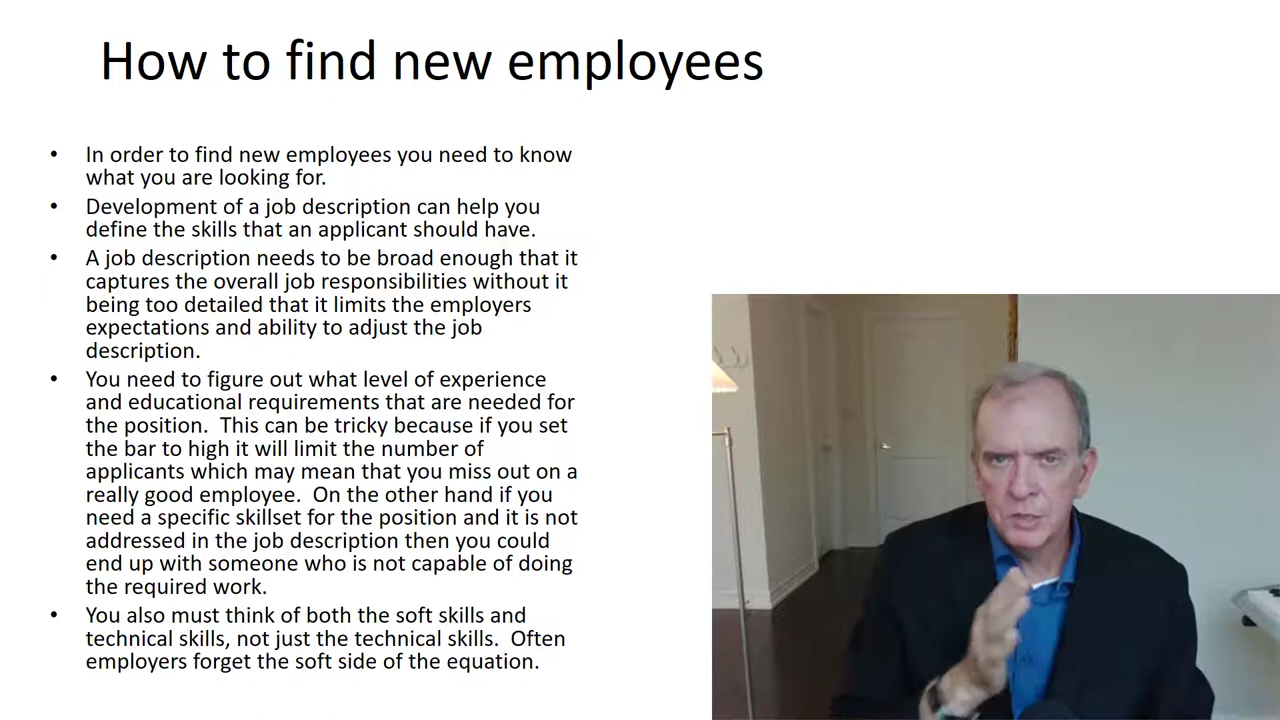 How to find new employees
• In order to find new employees you need to know
what you are looking for.
• Development of a job description can help you
define the skills that an applicant should have.
• A job description needs to be broad enough that it
captures the overall job responsibilities without it
being too detailed that it limits the employers
expectations and ability to adjust the job
description.
• You need to figure out what level of experience
and educational requirements that are needed for
the position.  This can be tricky because if you set
the bar to high it will limit the number of
applicants which may mean that you miss out on a
really good employee.  On the other hand if you
need a specific skillset for the position and it is not
addressed in the job description then you could
end up with someone who is not capable of doing
the required work.
• You also must think of both the soft skills and
technical skills, not just the technical skills.  Often
employers forget the soft side of the equation.